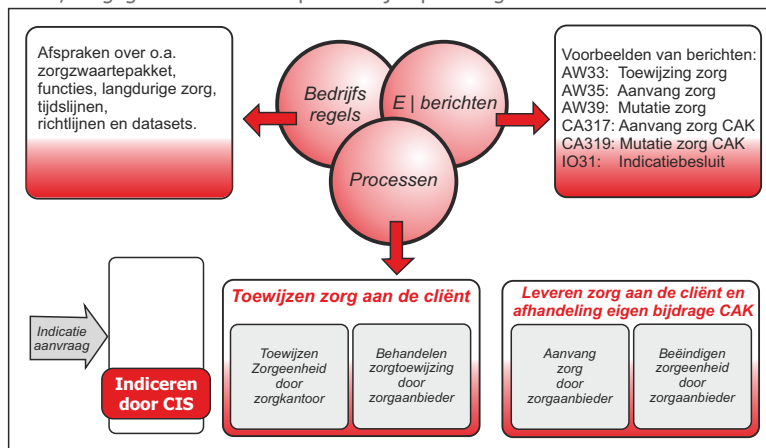 Afspraken over o.a.
zorgzwaartepakket,
functies, langdurige zorg,
tijdslijnen,
richtlijnen en datasets.
Bedrijfs
regels
E | berichten
Processen
Voorbeelden van berichten:
AW33: Toewijzing zorg
AW35: Aanvang zorg
AW39: Mutatie zorg
CA317: Aanvang zorg CAK
CA319: Mutatie zorg CAK
IO31: Indicatiebesluit
Indicatie
aanvraag
Indiceren
door CIS
Toewijzen zorg aan de cliënt
Toewijzen
Zorgeenheid
door
zorgkantoor
Behandelen
zorgtoewijzing
door
zorgaanbieder
Leveren zorg aan de cliënt en
afhandeling eigen bijdrage CAK
Aanvang
zorg
door
zorgaanbieder
Beëindigen
zorgeenheid
door
zorgaanbieder